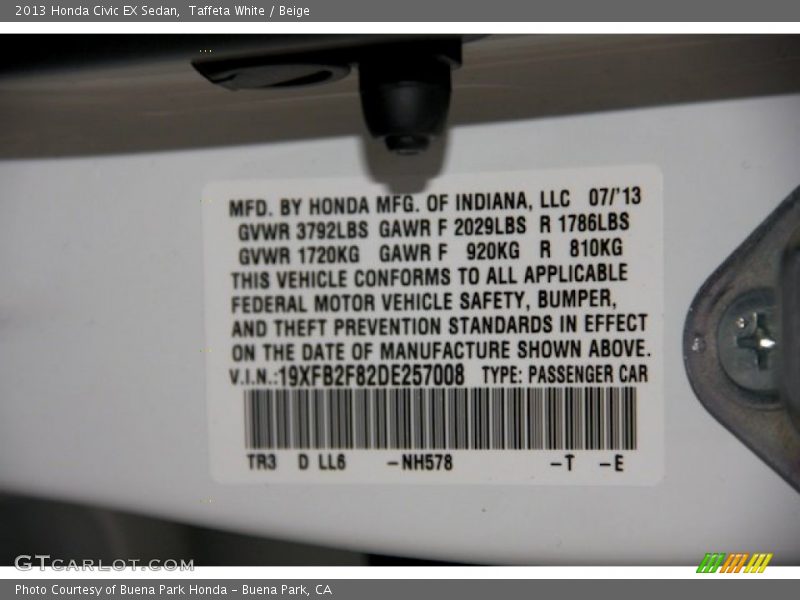 2013 Honda Civic EX Sedan, Taffeta White / Beige
MFD. BY HONDA MFG. OF INDIANA, LLC 07/'13
GVWR 3792LBS GAWR F 2029LBS R 1786LBS
GVWR 1720KG GAWR F 920KG R 810KG
THIS VEHICLE CONFORMS TO ALL APPLICABLE
FEDERAL MOTOR VEHICLE SAFETY, BUMPER,
AND THEFT PREVENTION STANDARDS IN EFFECT
ON THE DATE OF MANUFACTURE SHOWN ABOVE.
V.I.N.:19XFB2F82DE257008 TYPE: PASSENGER CAR
TR3 D LL6 -NH578 -T -E
GTCARLOT.COM
Photo Courtesy of Buena Park Honda - Buena Park, CA